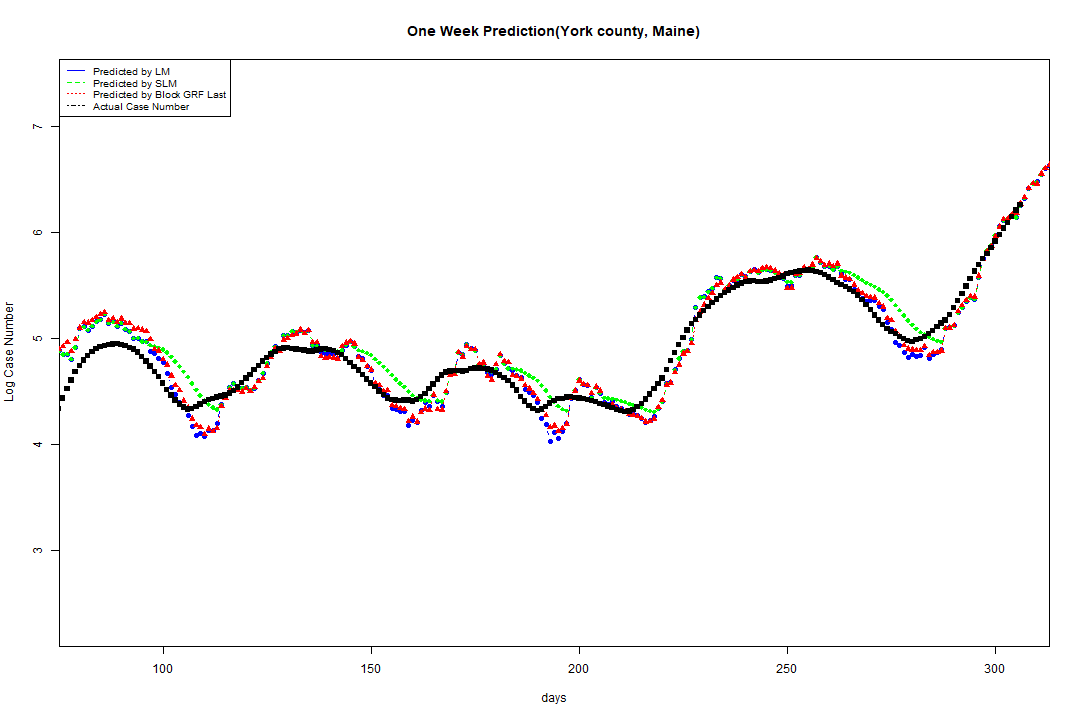 One Week Prediction(York county, Maine)
Predicted by LM
Predicted by SLM
Predicted by Block GRF Last
Actual Case Number
Log Case Number
7
6
5
4
3
100 150 200 250 300
days